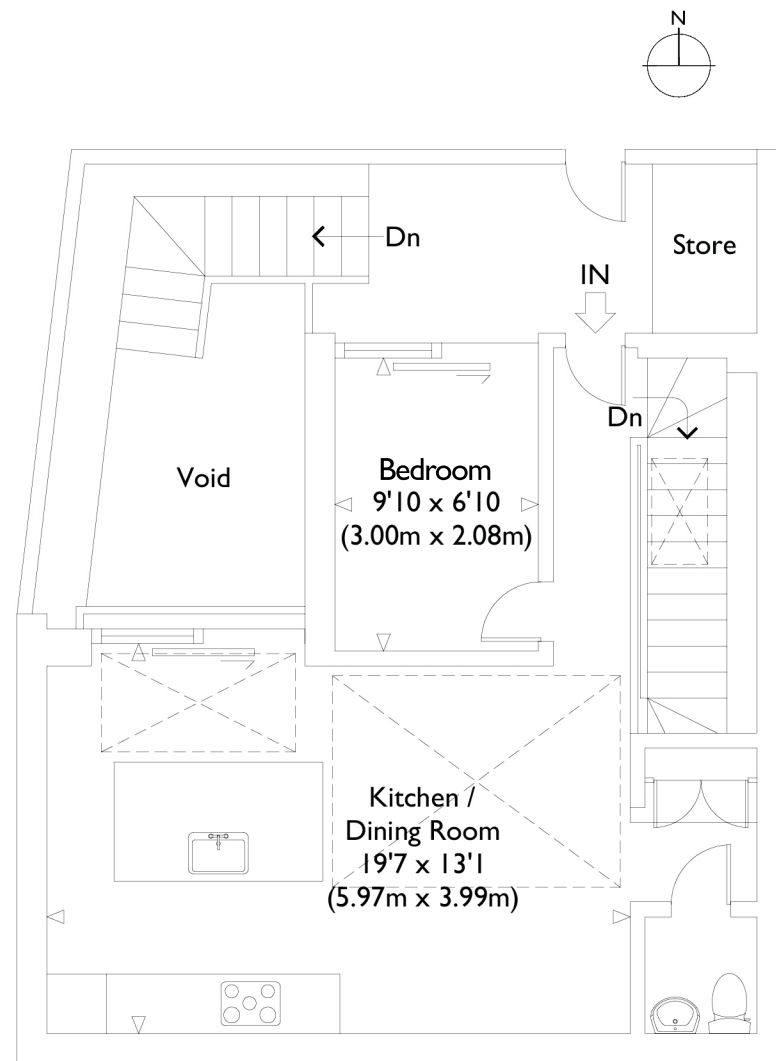 N
Dn
Store
IN
Dn
Void
Bedroom
9'10 x 6'10
(3.00m x 2.08m)
Kitchen /
Dining Room
19'7 x 13'1
(5.97m x 3.99m)